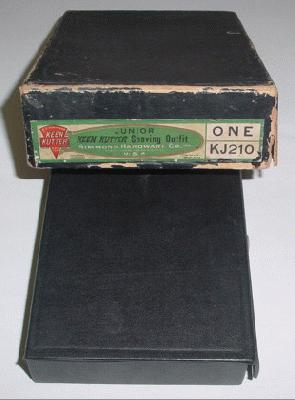 KEEN
KUTTER
JUNIOR
KEEN KUTTER Shaving Outfit
SIMMONS HARDWARE CO.
U.S.A.
ONE
KJ210